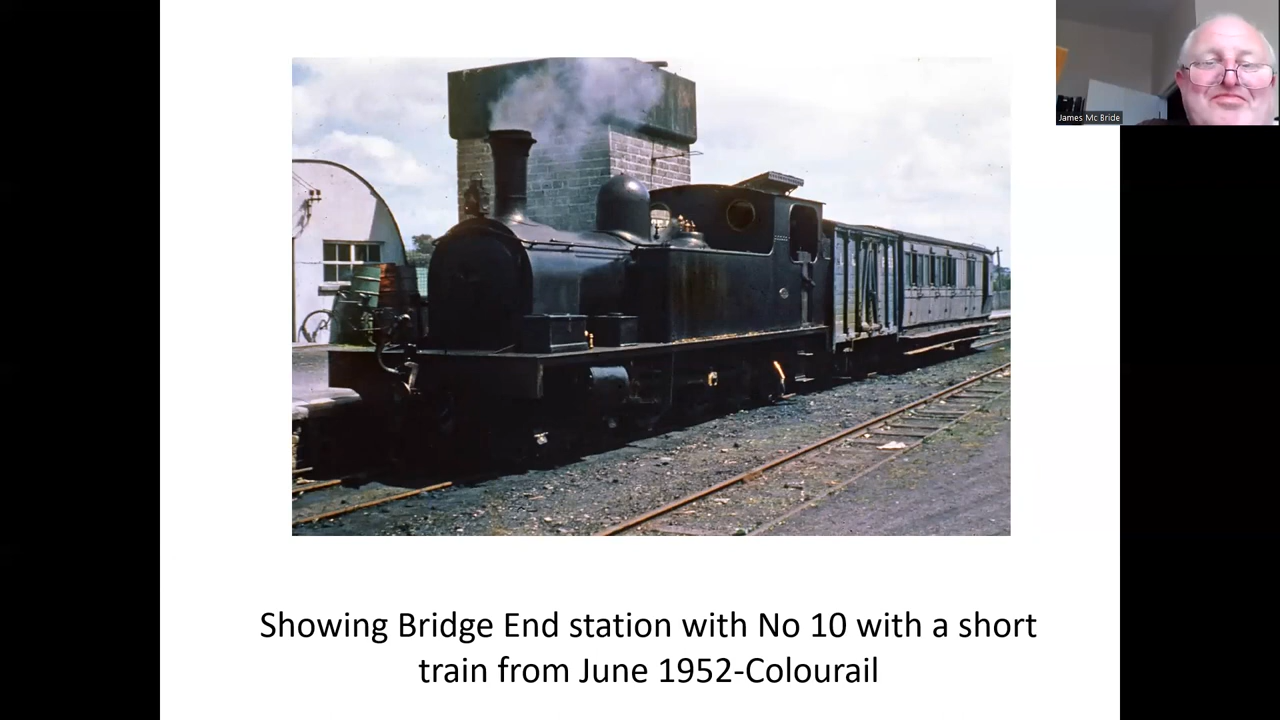 James Mc Bride
Showing Bridge End station with No 10 with a short
train from June 1952-Colourail